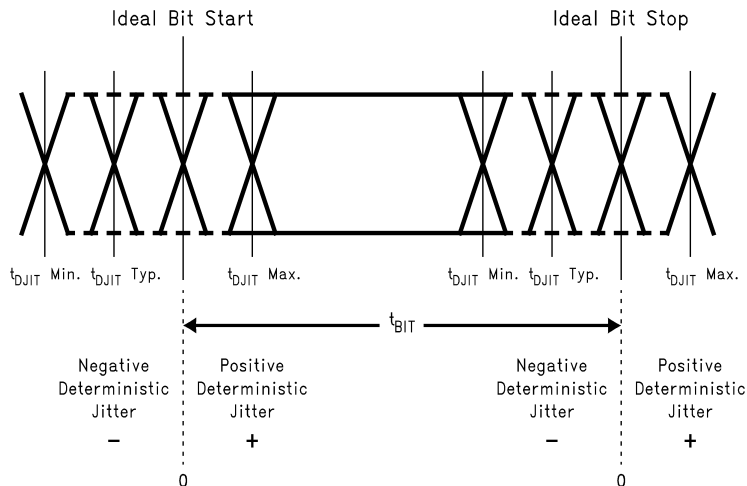 Ideal Bit Start
Ideal Bit Stop
tDJIT Min.
tDJIT Typ.
tDJIT Max.
tDJIT Min.
tDJIT Typ.
tDJIT Max.
tBIT
Negative
Deterministic
Jitter
−
Positive
Deterministic
Jitter
+
Negative
Deterministic
Jitter
−
Positive
Deterministic
Jitter
+
0
0